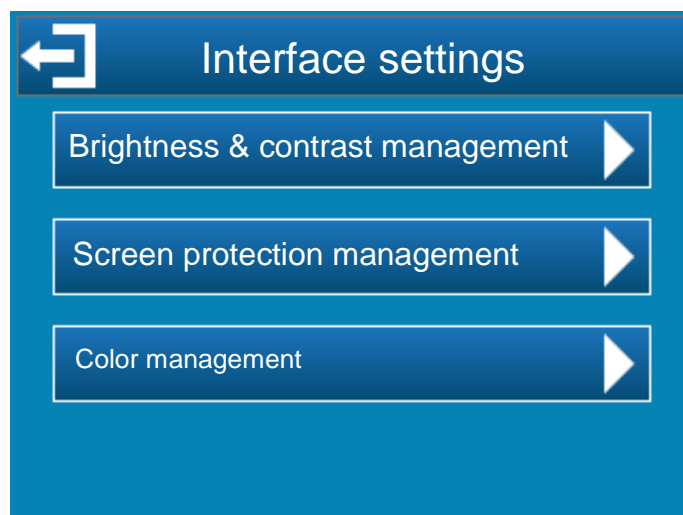 Interface settings
Brightness & contrast management
Screen protection management
Color management